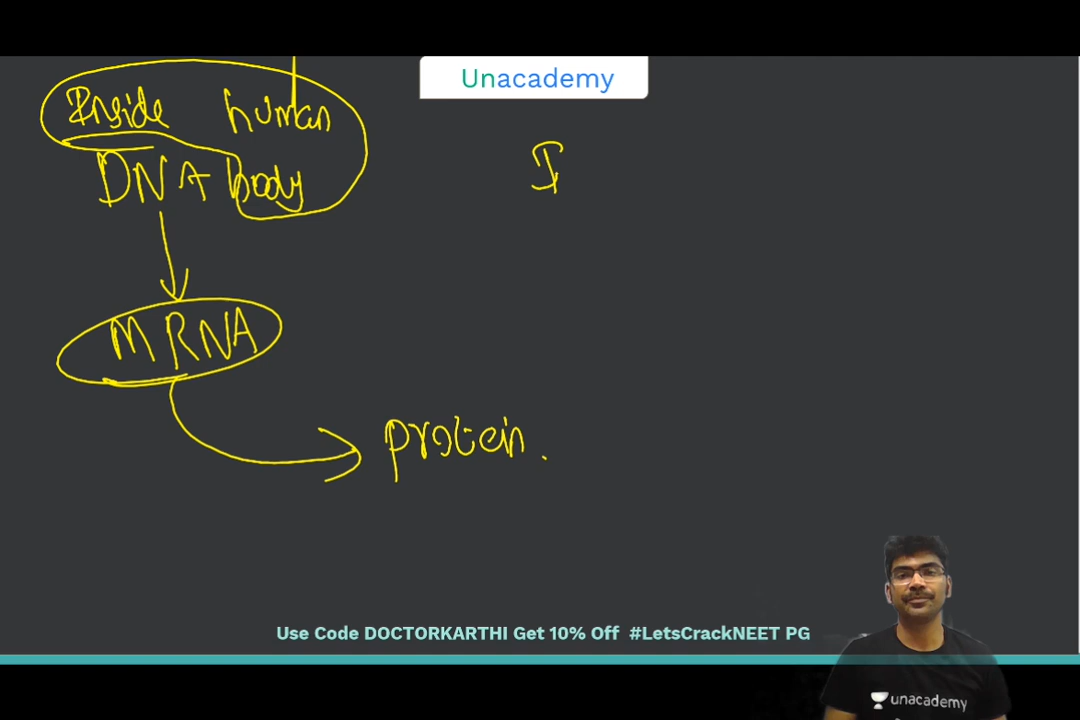 Unacademy
Inside human
DNA body
I
MRNA
protein.
Use Code DOCTORKARTHI Get 10% Off #LetsCrackNEET PG
unacademy